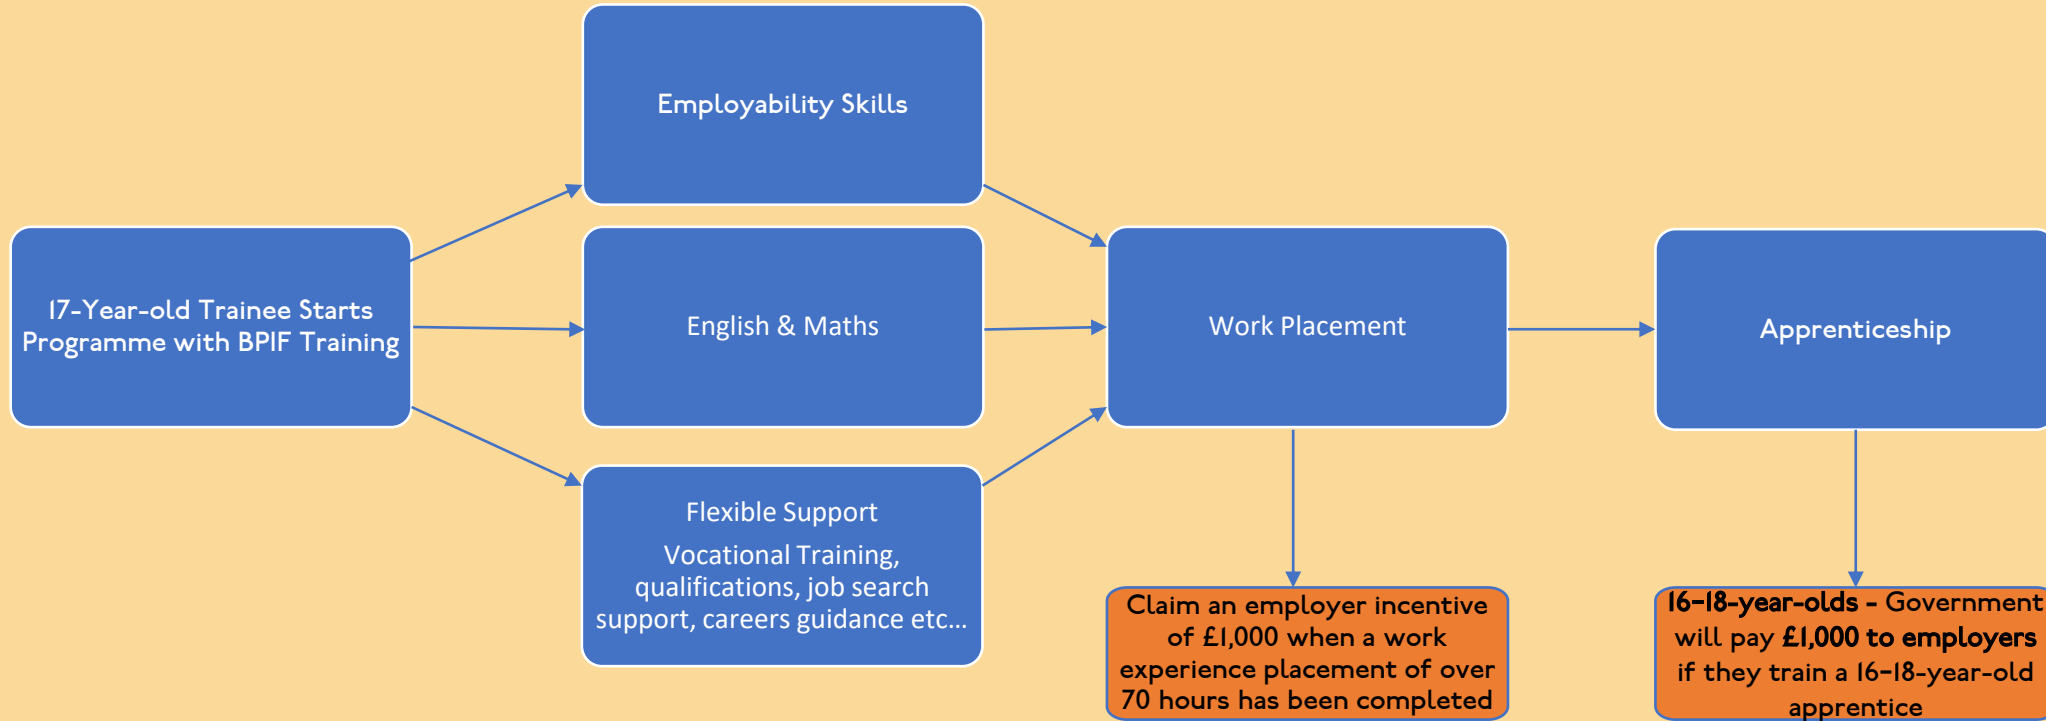 Employability Skills
17-Year-old Trainee Starts
Programme with BPIF Training
English & Maths
Work Placement
Apprenticeship
Flexible Support
Vocational Training,
qualifications, job search
support, careers guidance etc…
Claim an employer incentive
of £1,000 when a work
experience placement of over
70 hours has been completed
16-18-year-olds - Government
will pay £1,000 to employers
if they train a 16-18-year-old
apprentice